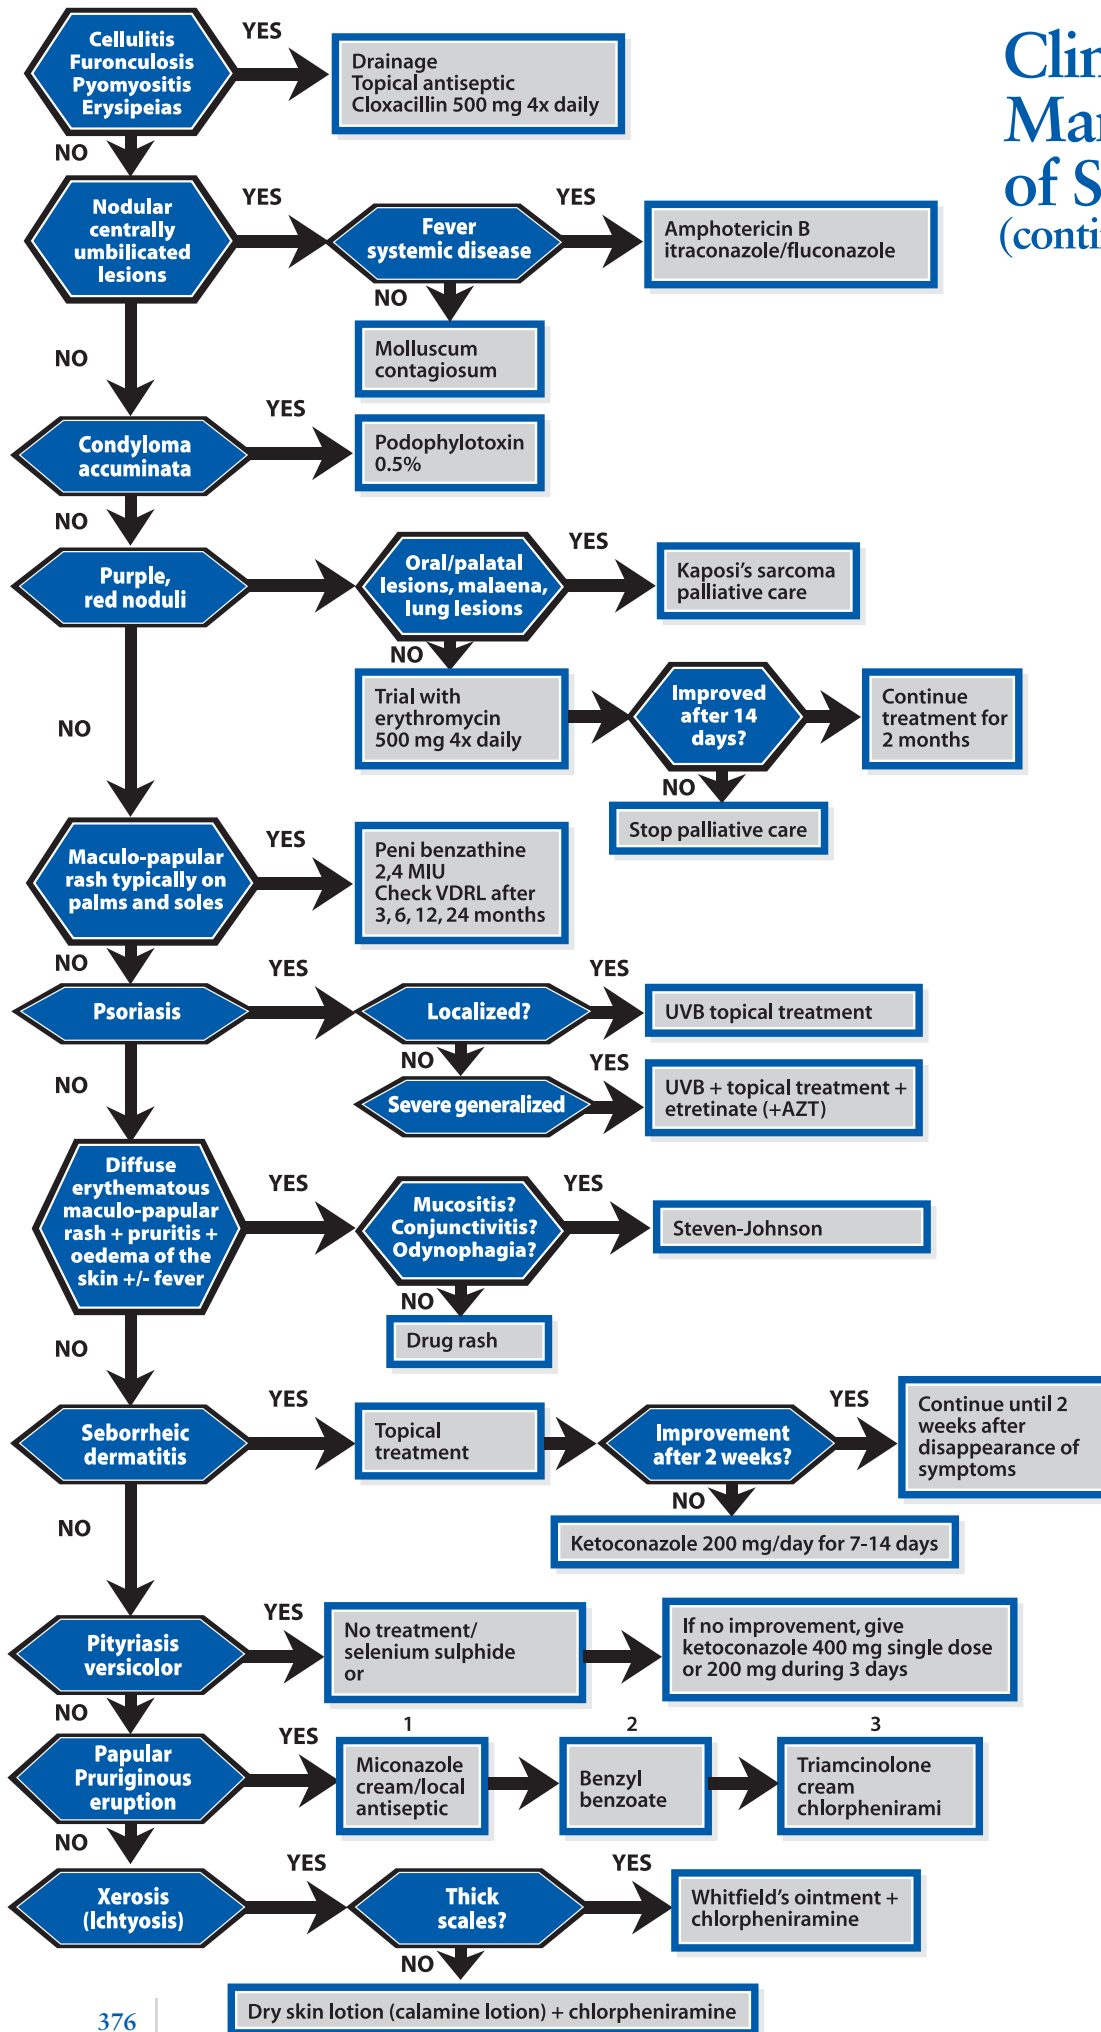 Clin
Mar
of S
(conti
Cellulitis
Furonculosis
Pyomyositis
Erysipeias
YES
Drainage
Topical antiseptic
Cloxacillin 500 mg 4x daily
NO
Nodular
centrally
umbilicated
lesions
YES
Fever
systemic disease
YES
Amphotericin B
itraconazole/fluconazole
NO
Molluscum
contagiosum
NO
Condyloma
accuminata
YES
Podophylotoxin
0.5%
NO
Purple,
red noduli
Oral/palatal
lesions, malaena,
lung lesions
YES
Kaposi's sarcoma
palliative care
NO
Trial with
erythromycin
500 mg 4x daily
Improved
after 14
days?
Continue
treatment for
2 months
NO
Stop palliative care
NO
Maculo-papular
rash typically on
palms and soles
YES
Peni benzathine
2,4 MIU
Check VDRL after
3, 6, 12, 24 months
NO
Psoriasis
YES
Localized?
YES
UVB topical treatment
NO
Severe generalized
YES
UVB + topical treatment +
etretinate (+AZT)
NO
Diffuse
erythematous
maculo-papular
rash + pruritis +
oedema of the
skin +/- fever
YES
Mucositis?
Conjunctivitis?
Odynophagia?
YES
Steven-Johnson
NO
Drug rash
NO
Seborrheic
dermatitis
YES
Topical
treatment
Improvement
after 2 weeks?
YES
Continue until 2
weeks after
disappearance of
symptoms
NO
Ketoconazole 200 mg/day for 7-14 days
NO
Pityriasis
versicolor
YES
No treatment/
selenium sulphide
or
If no improvement, give
ketoconazole 400 mg single dose
or 200 mg during 3 days
NO
Papular
Pruriginous
eruption
YES
1
Miconazole
cream/local
antiseptic
2
Benzyl
benzoate
3
Triamcinolone
cream
chlorphenirami
NO
Xerosis
(Ichtyosis)
YES
Thick
scales?
YES
Whitfield's ointment +
chlorpheniramine
NO
Dry skin lotion (calamine lotion) + chlorpheniramine
376